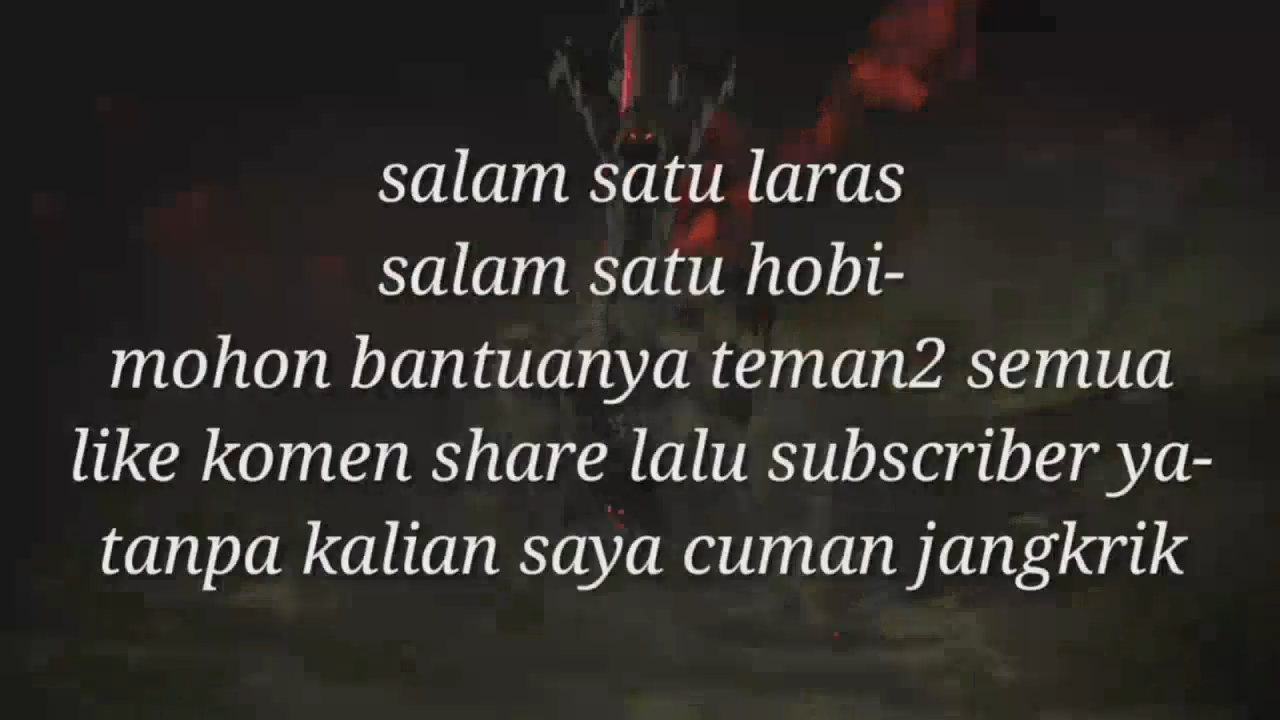 salam satu laras
salam satu hobi-
mohon bantuanya teman2 semua
like komen share lalu subscriber ya-
tanpa kalian saya cuman jangkrik